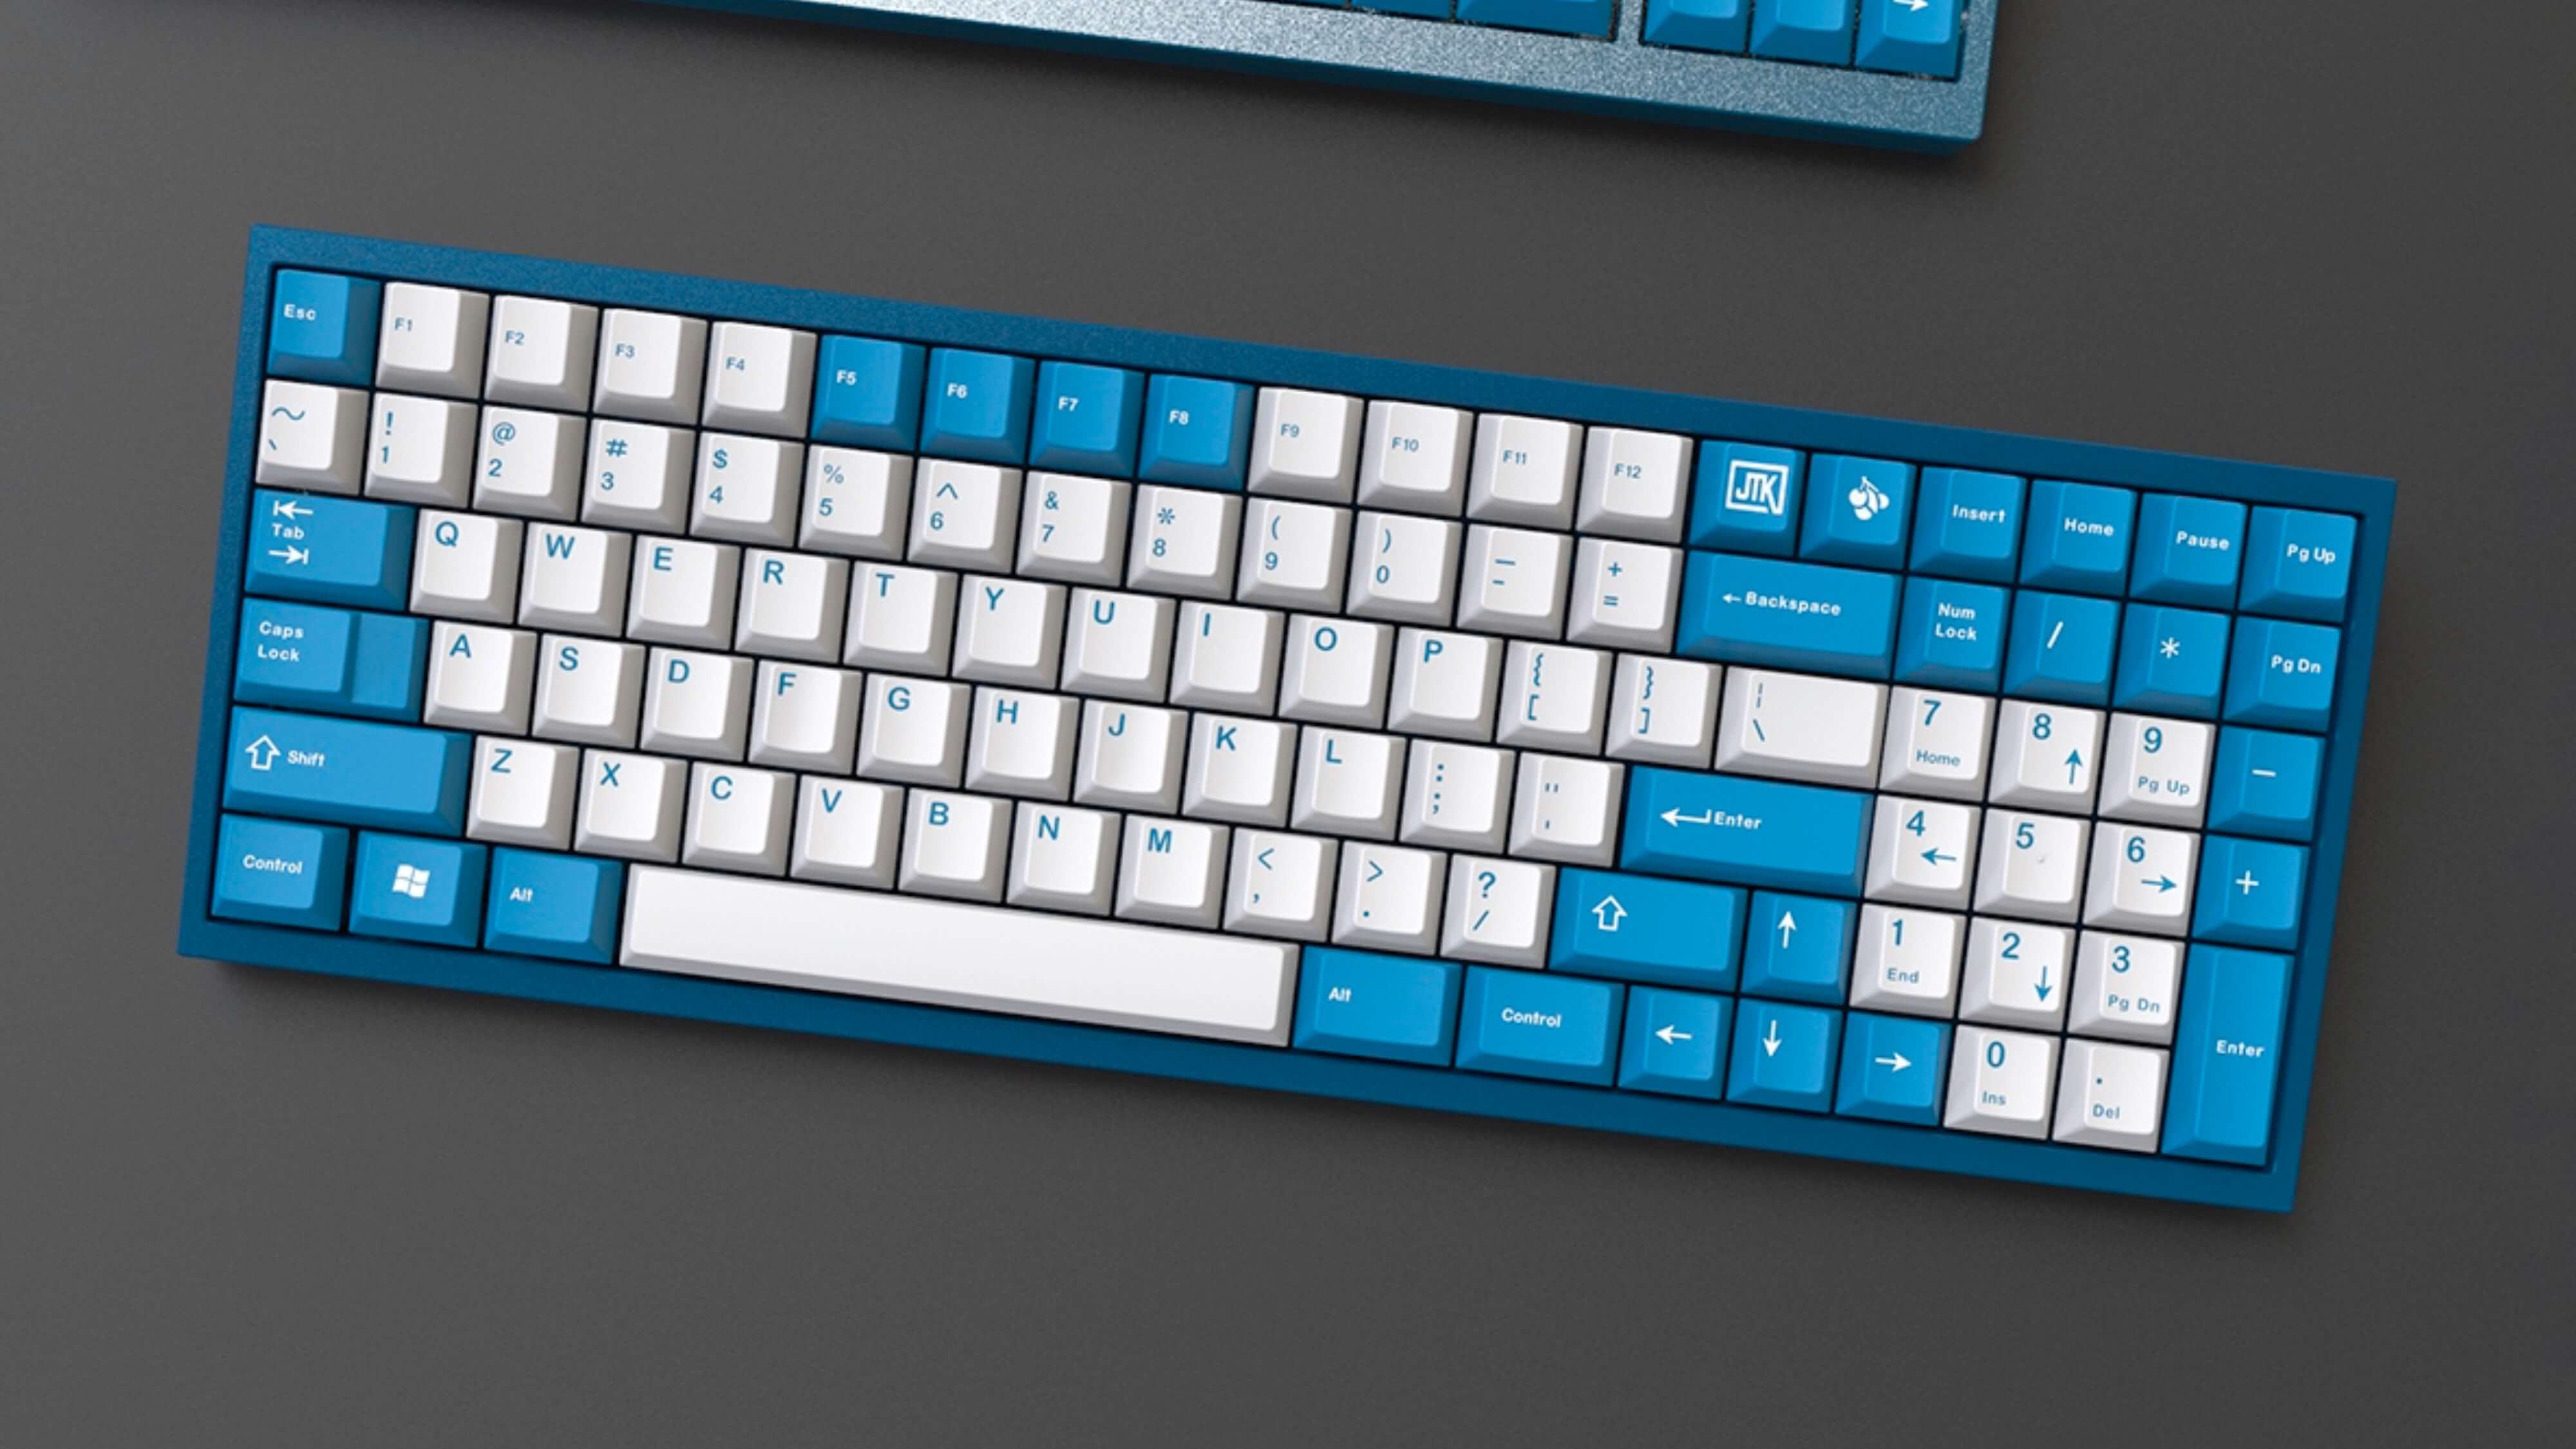 →
Esc F1 F2 F3 F4 F5 F6 F7 F8 F9 F10 F11 F12 JTK Insert Home Pause Pg Up
~ ! @ # $ % ^ & * ( ) _ +
` 1 2 3 4 5 6 7 8 9 0 - = ← Backspace Num Lock / * Pg Dn
⇤ Tab ⇥ Q W E R T Y U I O P { [ } ] ¦ \ 7 Home 8 ↑ 9 Pg Up −
Caps Lock A S D F G H J K L : ; " ' ↵ Enter 4 ← 5 6 → +
⇧ Shift Z X C V B N M < , > . ? / ⇧ ↑ 1 End 2 ↓ 3 Pg Dn Enter
Control Alt Alt Control ← ↓ → 0 Ins . Del